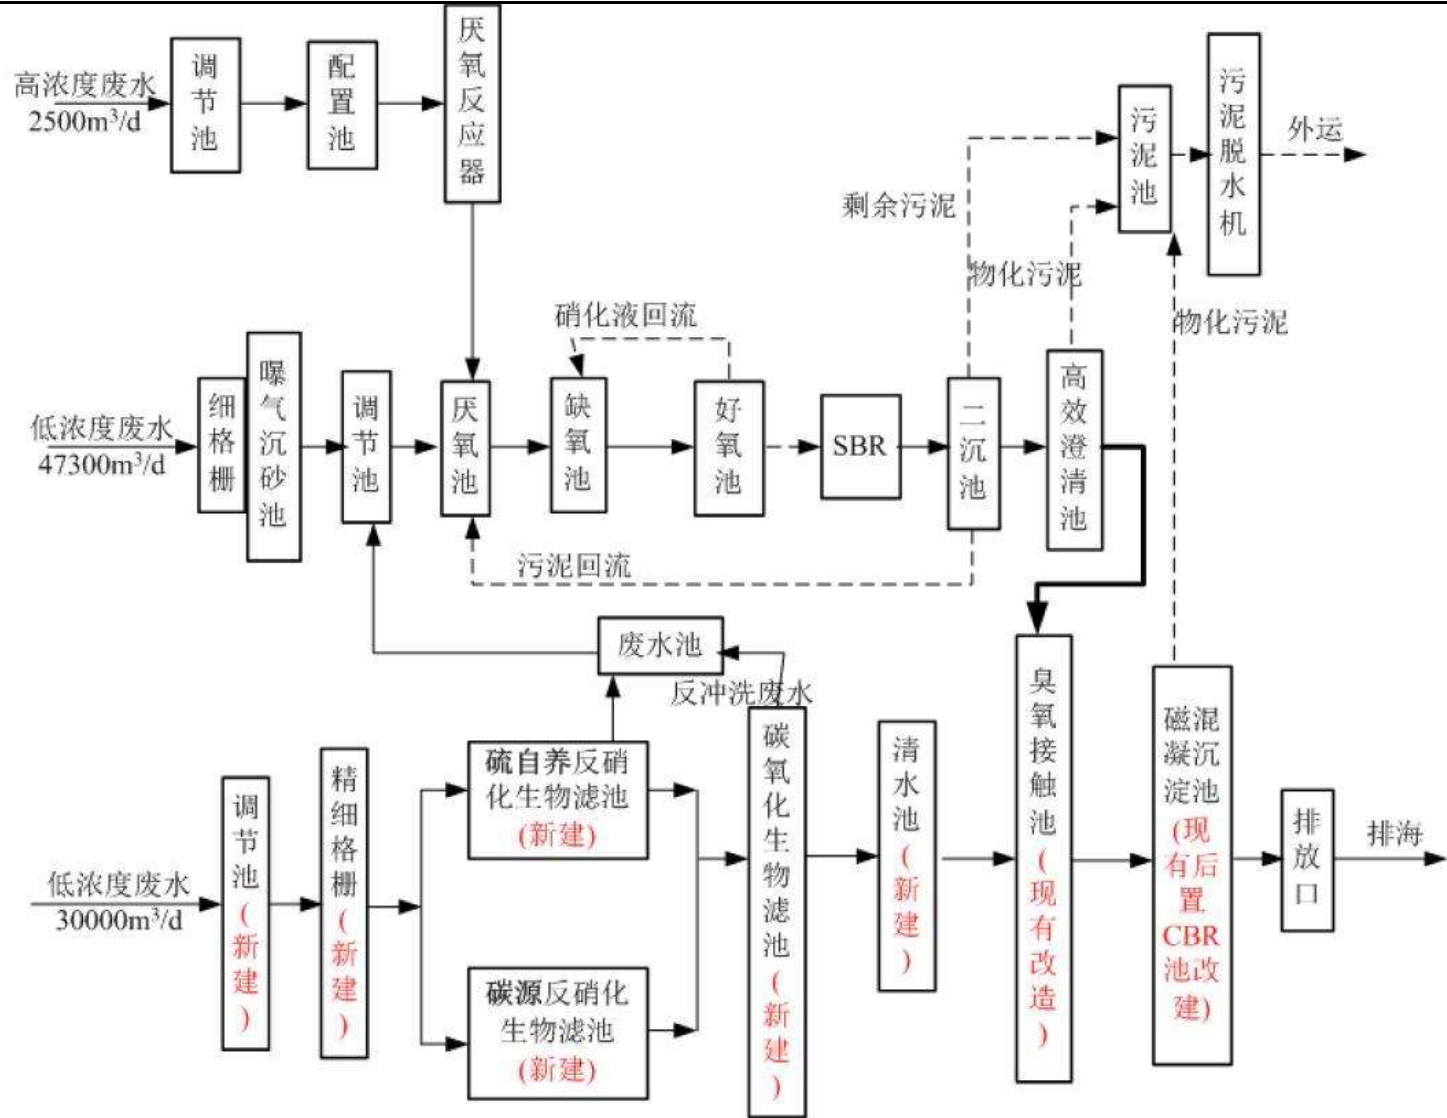 高浓度废水
2500m³/d
调节池
配置池
厌氧反应器
污泥池
污泥脱水机
外运
剩余污泥
物化污泥
物化污泥
硝化液回流
低浓度废水
47300m³/d
细格栅
曝气沉砂池
调节池
厌氧池
缺氧池
好氧池
SBR
二沉池
高效澄清池
污泥回流
废水池
反冲洗废水
低浓度废水
30000m³/d
调节池(新建)
精细格栅(新建)
硫自养反硝
化生物滤池
(新建)
碳源反硝化
生物滤池
(新建)
碳氧化生物滤池(新建)
清水池(新建)
臭氧接触池(现有改造)
磁混
凝沉
淀池
(现
有后
置
CBR
池改
建)
排放口
排海